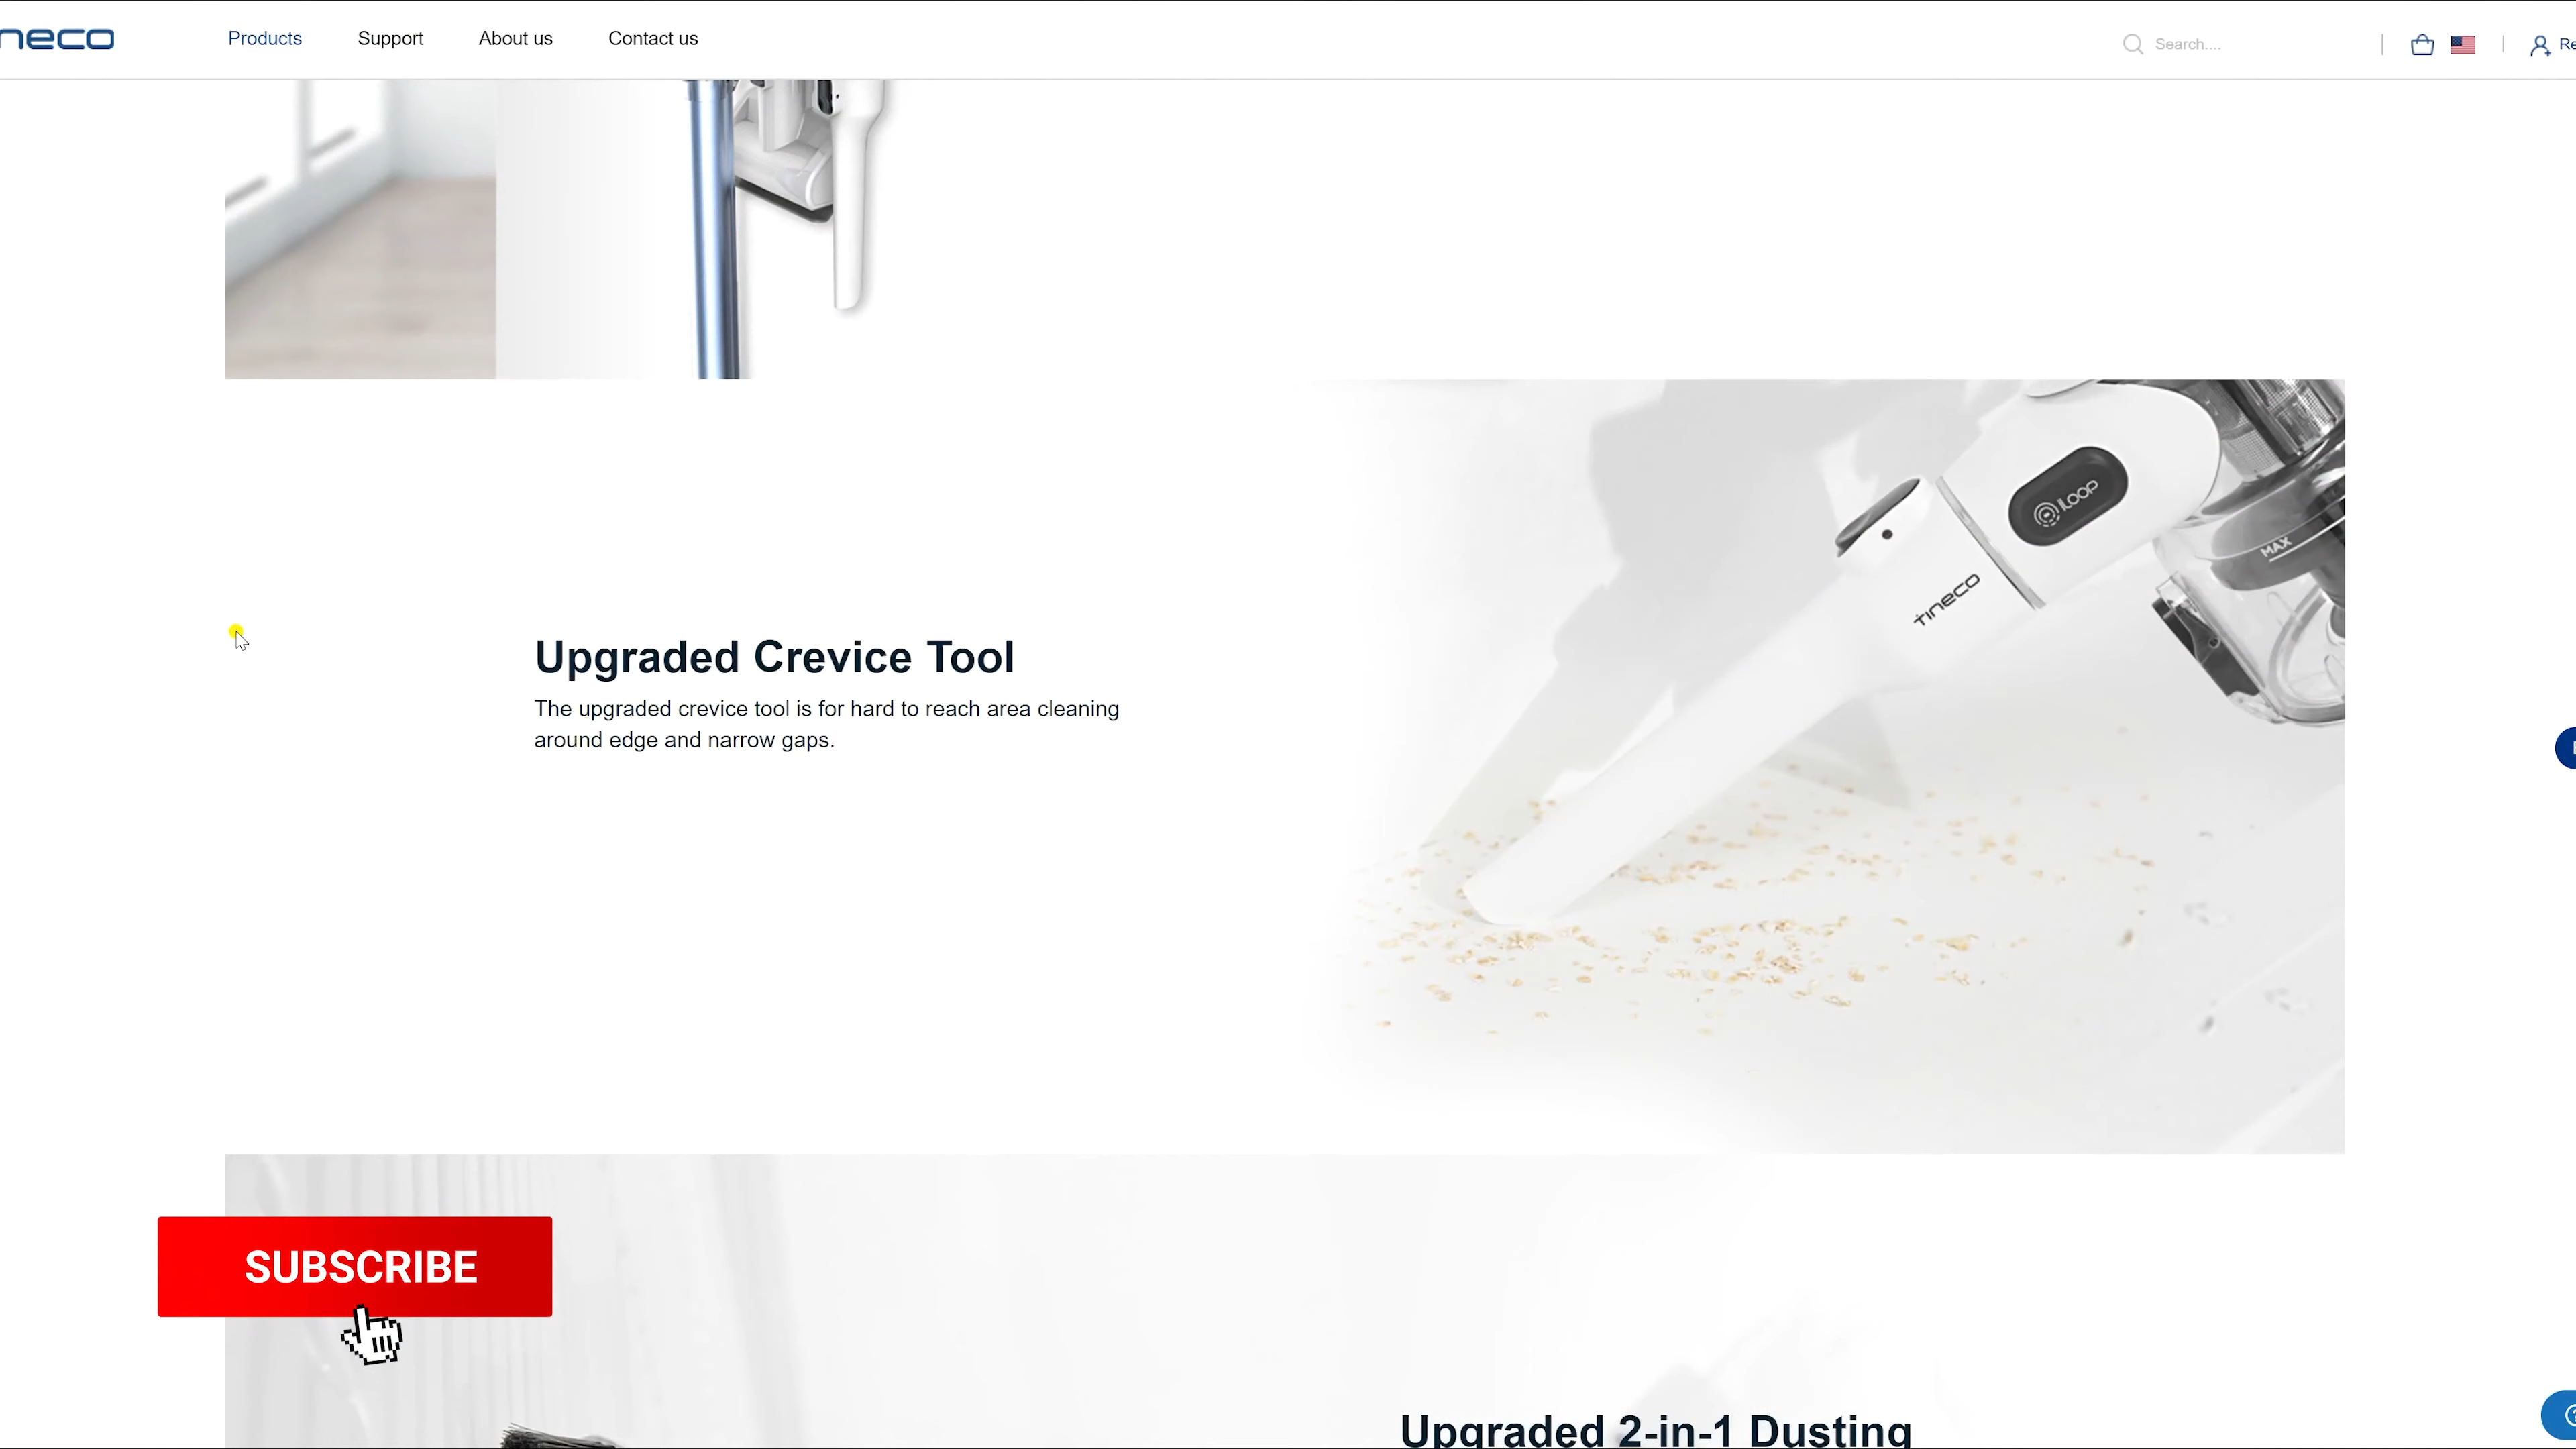 neco
Products
Support
About us
Contact us
Search....
Re
iLOOP
MAX
tineco
Upgraded Crevice Tool
The upgraded crevice tool is for hard to reach area cleaning
around edge and narrow gaps.
SUBSCRIBE
Upgraded 2-in-1 Dusting